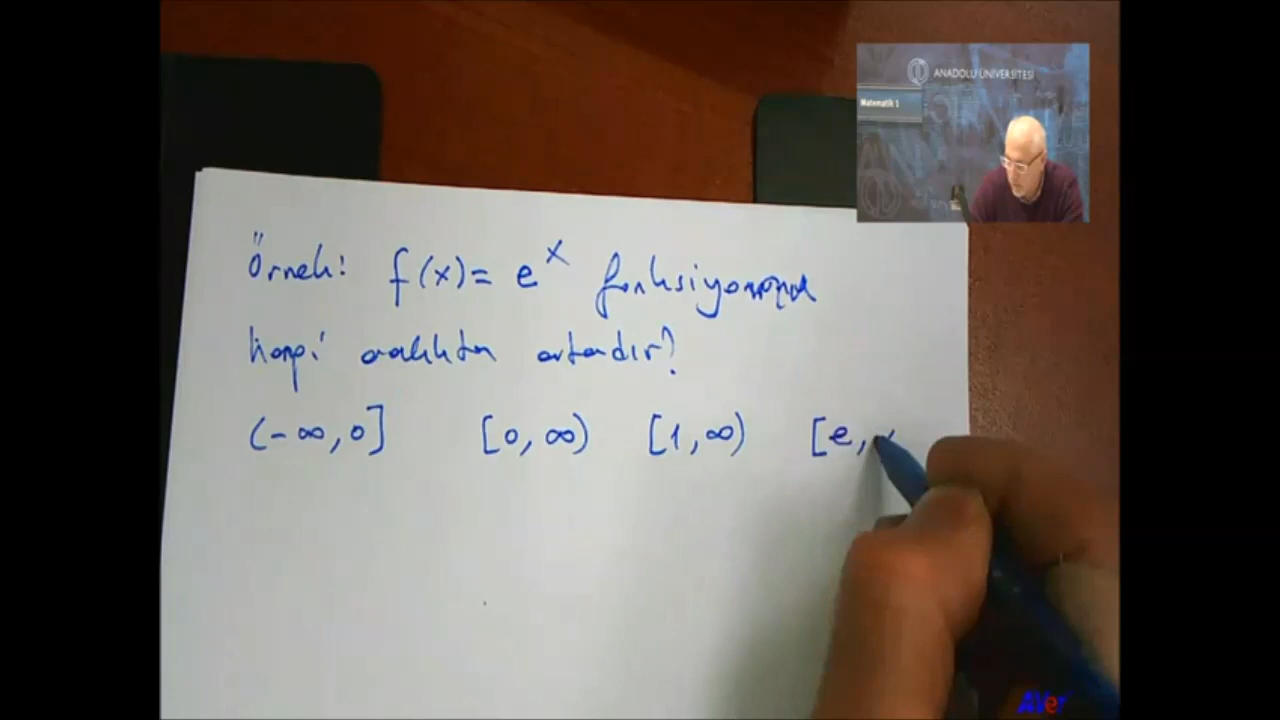 ANADOLU ÜNİVERSİTESİ
Matematik 1
Örnek: f(x) = e^x fonksiyonu
hangi aralıkta artandır?
(-∞, 0] [0, ∞) [1, ∞) [e,
AVer